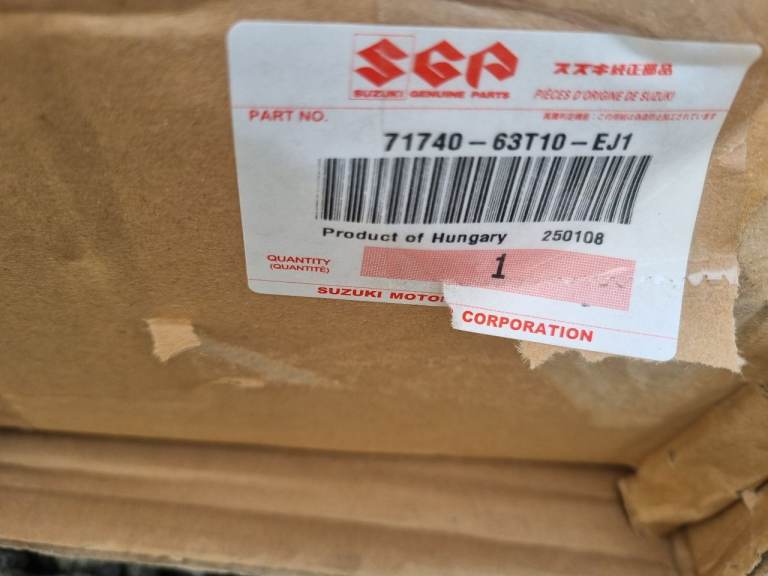 SGP
SUZUKI GENUINE PARTS
スズキ純正部品
PIÈCES D'ORIGINE DE SUZUKI
PART NO.
71740-63T10-EJ1
Product of Hungary 250108
QUANTITY
(QUANTITÉ)
1
SUZUKI MOTOR CORPORATION